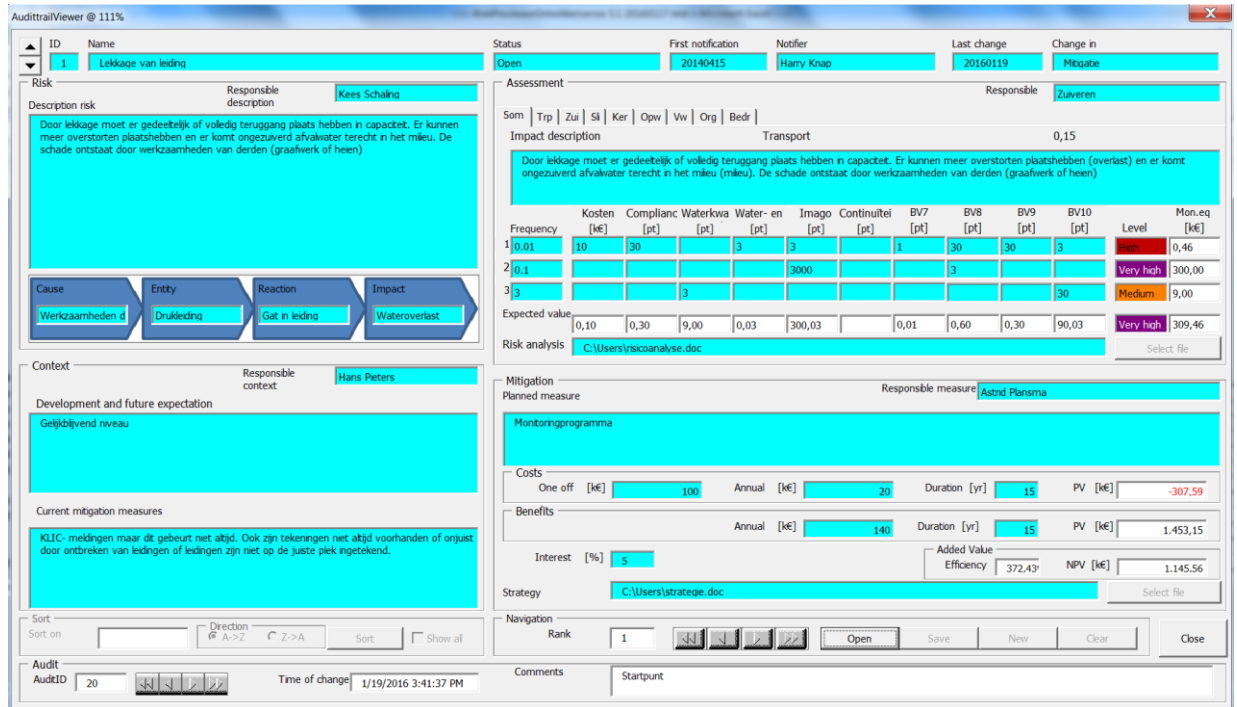 AudittrailViewer @ 111%
ID Name Status First notification Notifier Last change Change in
1 Lekkage van leiding Open 20140415 Harry Knap 20160119 Mitigatie
Risk
Responsible description Kees Schaling
Description risk
Door lekkage moet er gedeeltelijk of volledig teruggang plaats hebben in capaciteit. Er kunnen
meer overstorten plaatshebben en er komt ongezuiverd afvalwater terecht in het milieu. De
schade ontstaat door werkzaamheden van derden (graafwerk of heien)
Cause Entity Reaction Impact
Werkzaamheden d Drukleiding Gat in leiding Wateroverlast
Context
Responsible context Hans Pieters
Development and future expectation
Gelijkblijvend niveau
Current mitigation measures
KLIC- meldingen maar dit gebeurt niet altijd. Ook zijn tekeningen niet altijd voorhanden of onjuist
door ontbreken van leidingen of leidingen zijn niet op de juiste plek ingetekend.
Sort
Sort on Direction A->Z Z->A Sort Show all
Audit
AuditID 20 Time of change 1/19/2016 3:41:37 PM
Assessment
Responsible Zuiveren
Som Trp Zui Sli Ker Opw Vw Org Bedr
Impact description Transport 0,15
Door lekkage moet er gedeeltelijk of volledig teruggang plaats hebben in capaciteit. Er kunnen meer overstorten plaatshebben (overlast) en er komt
ongezuiverd afvalwater terecht in het milieu (milieu). De schade ontstaat door werkzaamheden van derden (graafwerk of heien)
Kosten Complianc Waterkwa Water- en Imago Continuïtei BV7 BV8 BV9 BV10 Mon.eq
Frequency [k€] [pt] [pt] [pt] [pt] [pt] [pt] [pt] [pt] [pt] Level [k€]
1 0.01 10 30 3 3 1 30 30 3 High 0,46
2 0.1 3000 3 Very high 300,00
3 3 3 30 Medium 9,00
Expected value 0,10 0,30 9,00 0,03 300,03 0,01 0,60 0,30 90,03 Very high 309,46
Risk analysis C:\Users\risicoanalyse.doc Select file
Mitigation
Planned measure Responsible measure Astrid Plansma
Monitoringprogramma
Costs
One off [k€] 100 Annual [k€] 20 Duration [yr] 15 PV [k€] -307,59
Benefits
Annual [k€] 140 Duration [yr] 15 PV [k€] 1.453,15
Interest [%] 5
Added Value
Efficiency 372,43 NPV [k€] 1.145,56
Strategy C:\Users\strategie.doc Select file
Navigation
Rank 1 Open Save New Clear Close
Comments Startpunt